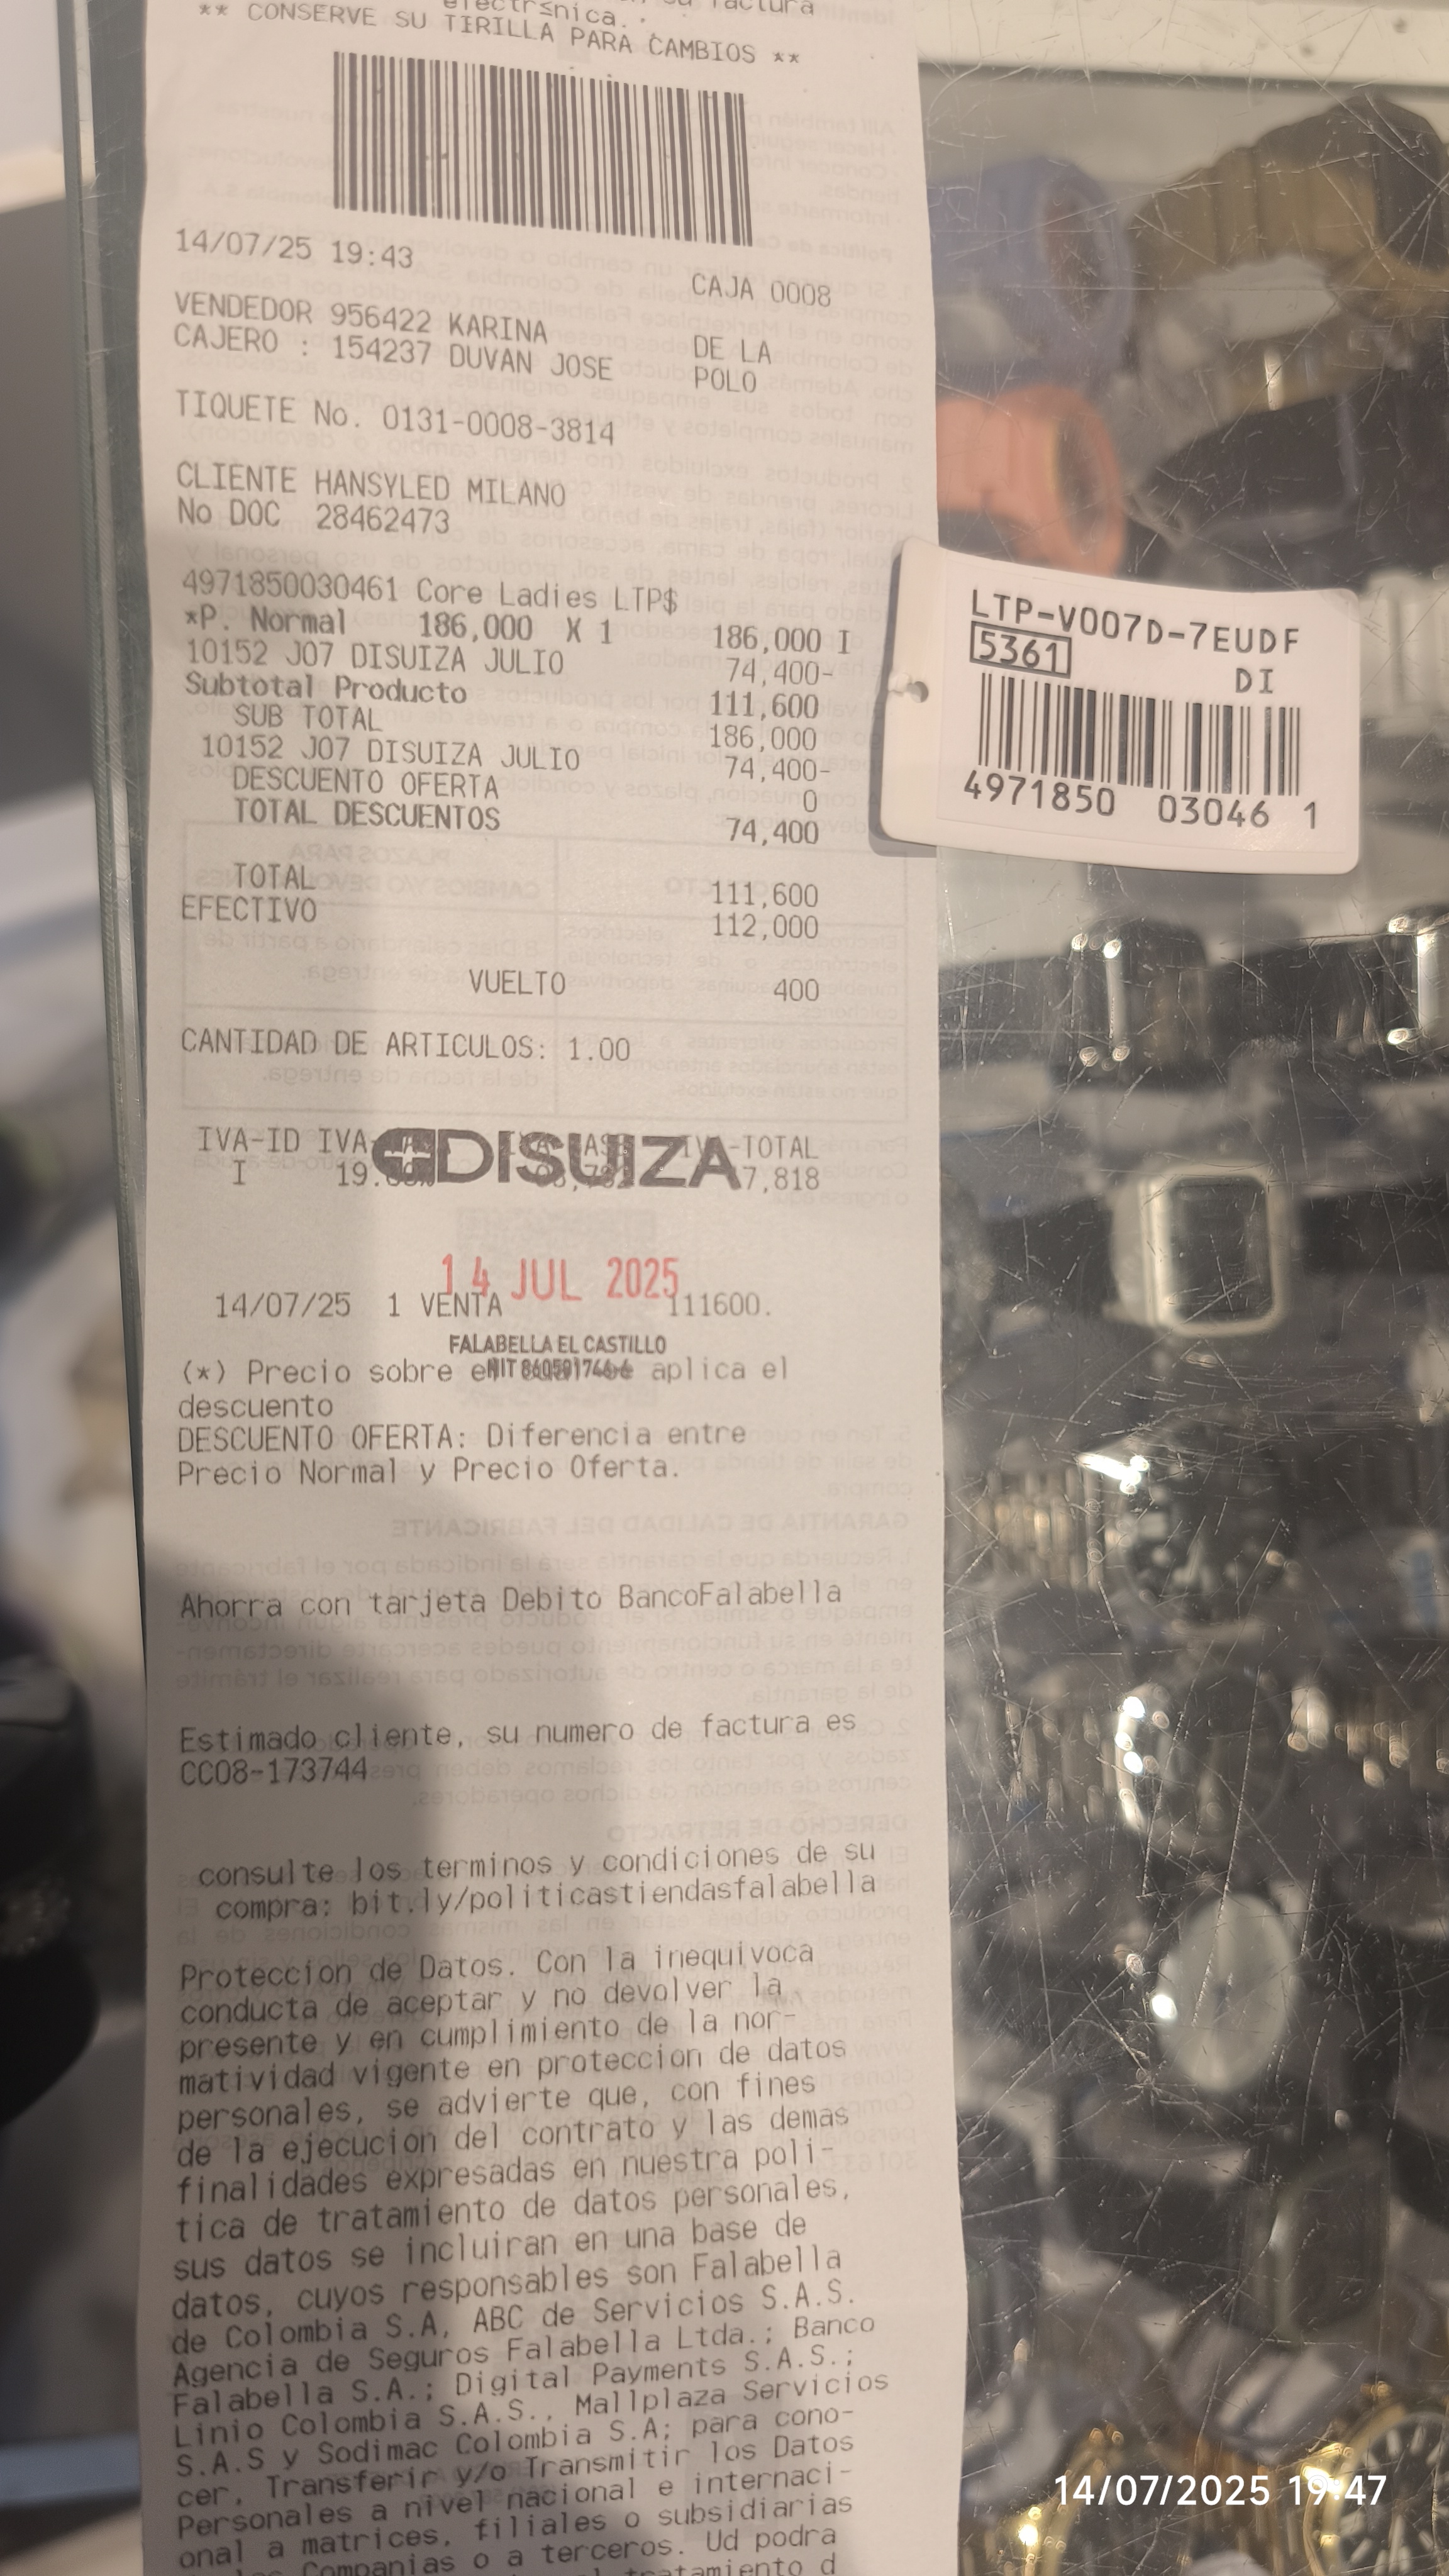 su factura
electrsnica.
** CONSERVE SU TIRILLA PARA CAMBIOS **
14/07/25 19:43 CAJA 0008
VENDEDOR 956422 KARINA DE LA
CAJERO : 154237 DUVAN JOSE POLO
TIQUETE No. 0131-0008-3814
CLIENTE HANSYLED MILANO
No DOC 28462473
4971850030461 Core Ladies LTP$
*P. Normal 186,000 X 1 186,000 I
10152 J07 DISUIZA JULIO 74,400-
Subtotal Producto 111,600
SUB TOTAL 186,000
10152 J07 DISUIZA JULIO 74,400-
DESCUENTO OFERTA 0
TOTAL DESCUENTOS 74,400
TOTAL 111,600
EFECTIVO 112,000
VUELTO 400
CANTIDAD DE ARTICULOS: 1.00
IVA-ID IVA- -TOTAL
DISUIZA
I 19. 7,818
14 JUL 2025
14/07/25 1 VENTA 111600.
FALABELLA EL CASTILLO
NIT
(*) Precio sobre aplica el
descuento
DESCUENTO OFERTA: Diferencia entre
Precio Normal y Precio Oferta.
Ahorra con tarjeta Debito BancoFalabella
Estimado cliente, su numero de factura es
CC08-173744
consulte los terminos y condiciones de su
compra: bit.ly/politicastiendasfalabella
Proteccion de Datos. Con la inequivoca
conducta de aceptar y no devolver la
presente y en cumplimiento de la nor-
matividad vigente en proteccion de datos
personales, se advierte que, con fines
de la ejecucion del contrato y las demas
finalidades expresadas en nuestra poli-
tica de tratamiento de datos personales,
sus datos se incluiran en una base de
datos, cuyos responsables son Falabella
de Colombia S.A, ABC de Servicios S.A.S.
Agencia de Seguros Falabella Ltda.; Banco
Falabella S.A.; Digital Payments S.A.S.;
Linio Colombia S.A.S., Mallplaza Servicios
S.A.S y Sodimac Colombia S.A; para cono-
cer, Transferir y/o Transmitir los Datos
Personales a nivel nacional e internaci-
onal a matrices, filiales o subsidiarias
Companias o a terceros. Ud podra
tratamiento d
LTP-V007D-7EUDF
5361 DI
4971850 03046 1
14/07/2025 19:47